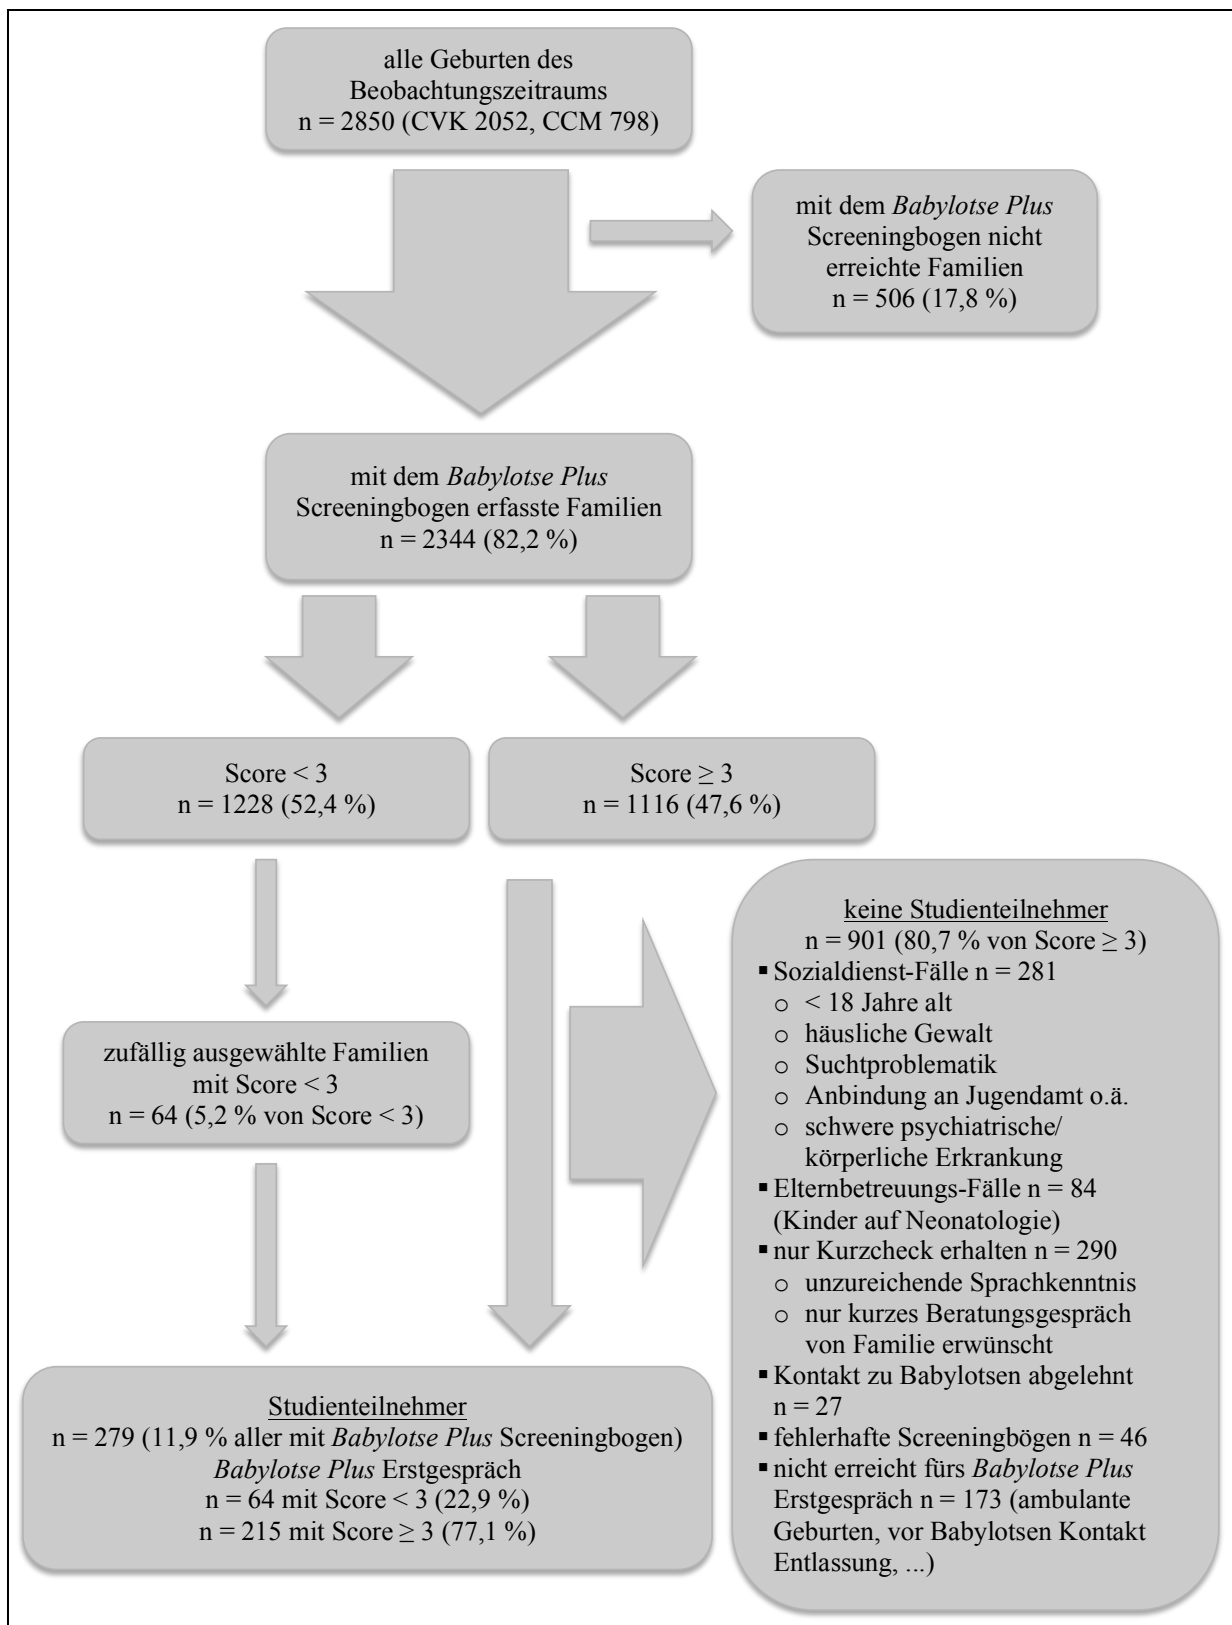 alle Geburten des
Beobachtungszeitraums
n = 2850 (CVK 2052, CCM 798)
mit dem Babylotse Plus
Screeningbogen nicht
erreichte Familien
n = 506 (17,8 %)
mit dem Babylotse Plus
Screeningbogen erfasste Familien
n = 2344 (82,2 %)
Score < 3
n = 1228 (52,4 %)
Score ≥ 3
n = 1116 (47,6 %)
zufällig ausgewählte Familien
mit Score < 3
n = 64 (5,2 % von Score < 3)
keine Studienteilnehmer
n = 901 (80,7 % von Score ≥ 3)
▪ Sozialdienst-Fälle n = 281
o < 18 Jahre alt
o häusliche Gewalt
o Suchtproblematik
o Anbindung an Jugendamt o.ä.
o schwere psychiatrische/
körperliche Erkrankung
▪ Elternbetreuungs-Fälle n = 84
(Kinder auf Neonatologie)
▪ nur Kurzcheck erhalten n = 290
o unzureichende Sprachkenntnis
o nur kurzes Beratungsgespräch
von Familie erwünscht
▪ Kontakt zu Babylotsen abgelehnt
n = 27
▪ fehlerhafte Screeningbögen n = 46
▪ nicht erreicht fürs Babylotse Plus
Erstgespräch n = 173 (ambulante
Geburten, vor Babylotsen Kontakt
Entlassung, ...)
Studienteilnehmer
n = 279 (11,9 % aller mit Babylotse Plus Screeningbogen)
Babylotse Plus Erstgespräch
n = 64 mit Score < 3 (22,9 %)
n = 215 mit Score ≥ 3 (77,1 %)